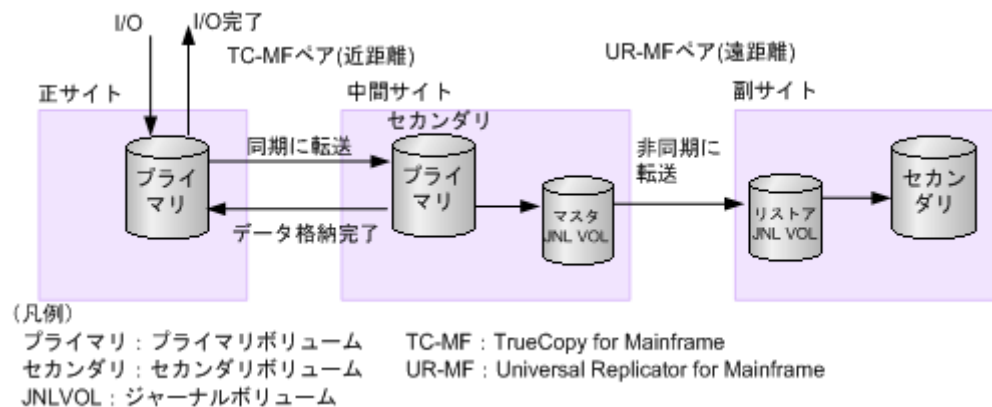 I/O
I/O完了
TC-MFペア(近距離)
UR-MFペア(遠距離)
正サイト
中間サイト
副サイト
セカンダリ
プライ
マリ
同期に転送
データ格納完了
プライ
マリ
マスタ
JNL VOL
非同期に
転送
リストア
JNL VOL
セカン
ダリ
(凡例)
プライマリ：プライマリボリューム
TC-MF：TrueCopy for Mainframe
セカンダリ：セカンダリボリューム
UR-MF：Universal Replicator for Mainframe
JNLVOL：ジャーナルボリューム